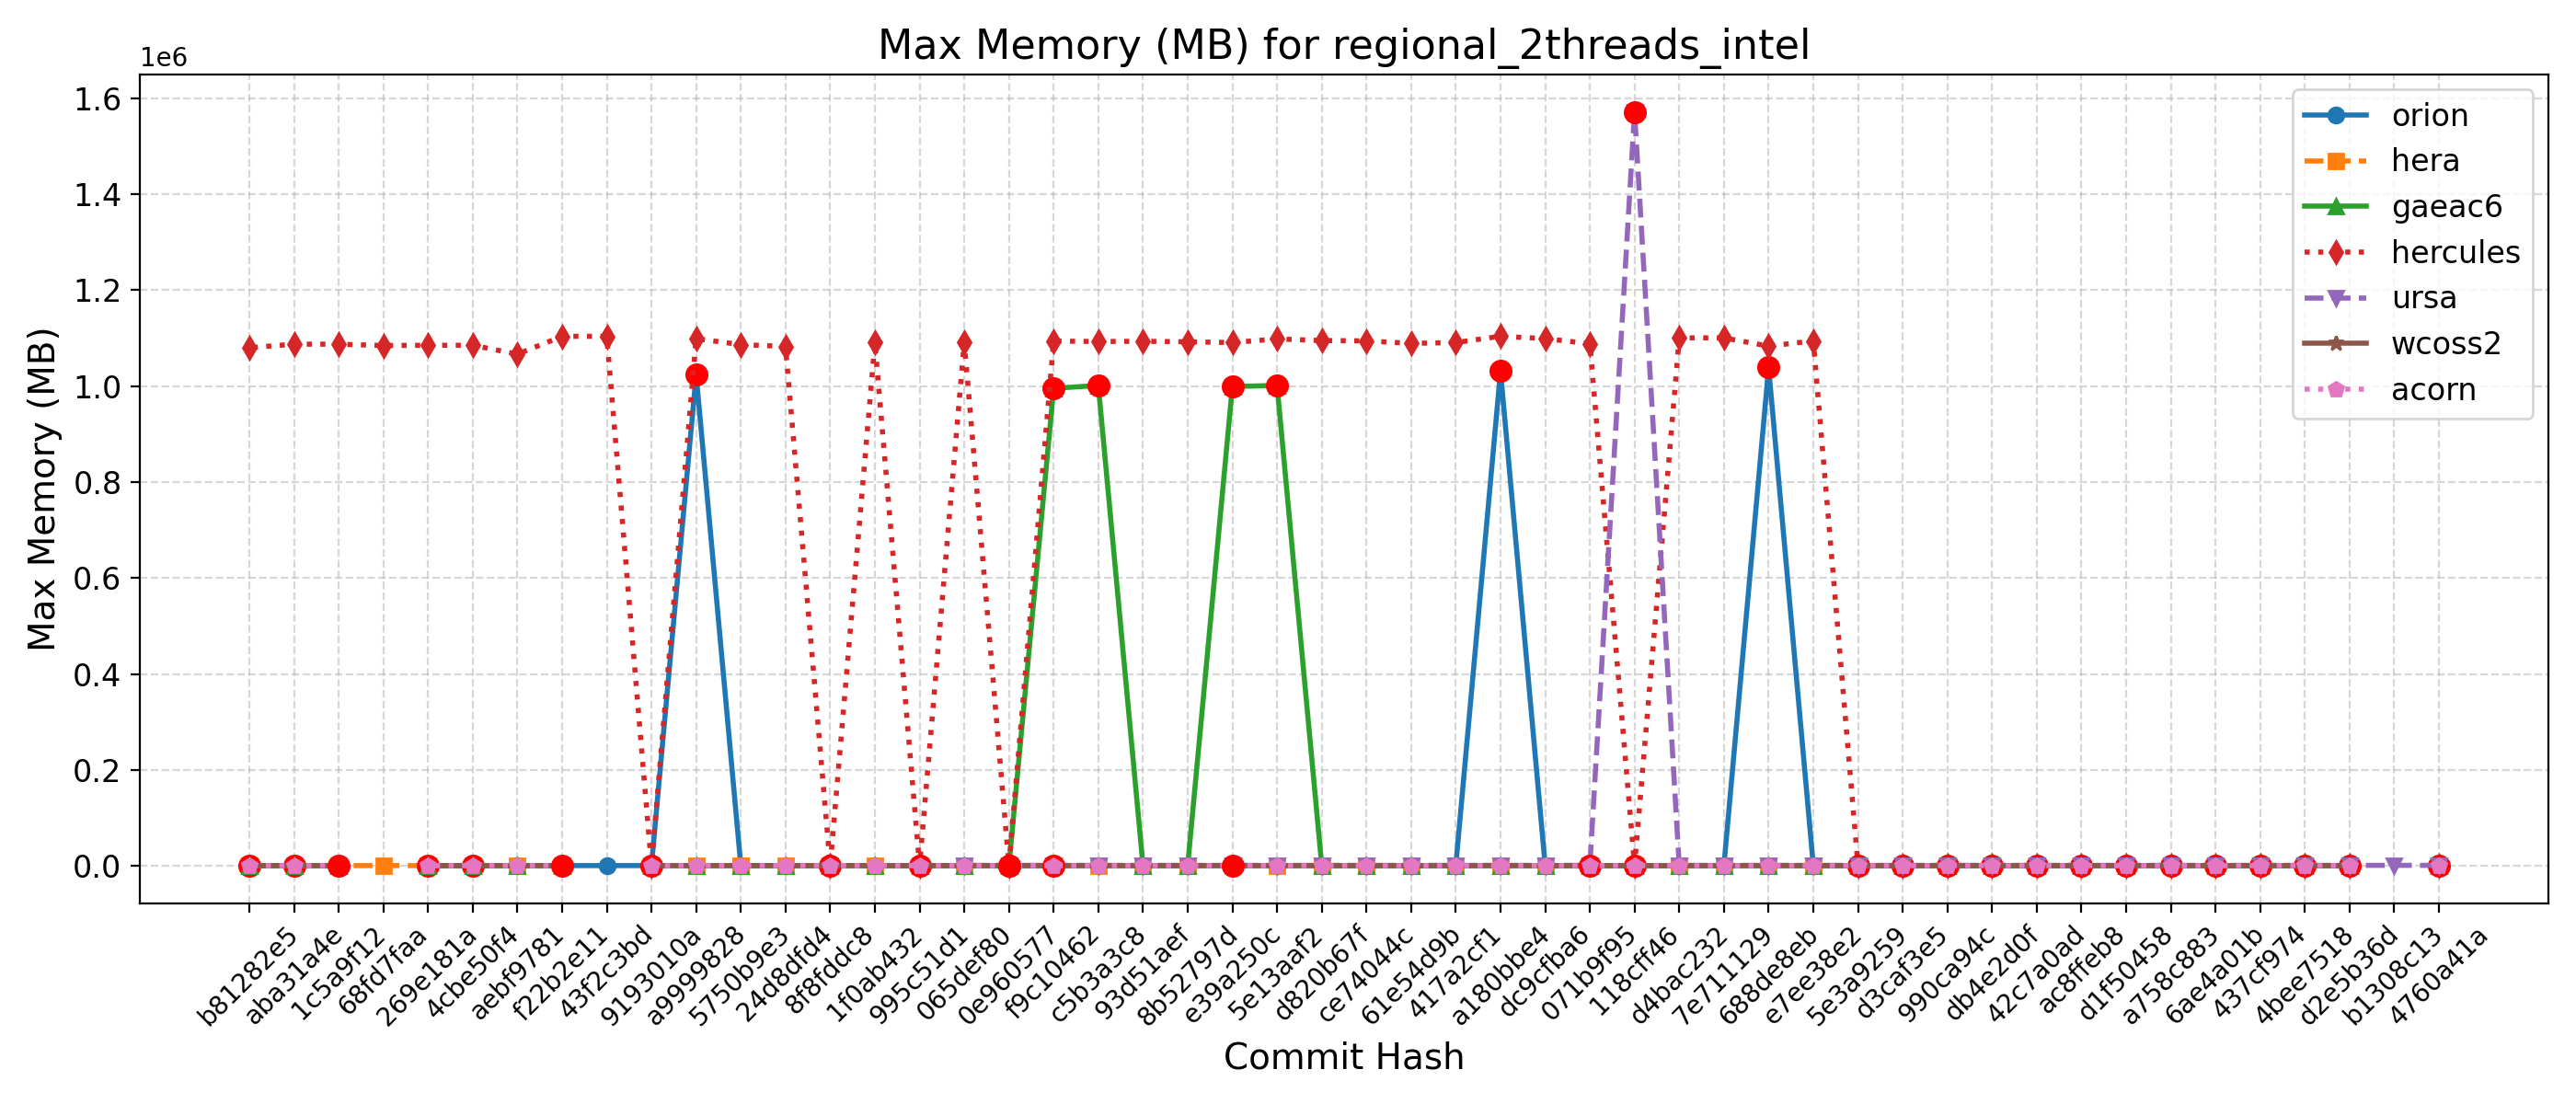 Max Memory (MB) for regional_2threads_intel
1e6
1.6
1.4
1.2
1.0
0.8
0.6
0.4
0.2
0.0
Max Memory (MB)
orion
hera
gaeac6
hercules
ursa
wcoss2
acorn
b81282e5
aba31a4e
1c5a9f12
68fd7faa
269e181a
4cbe50f4
aebf9781
f22b2e11
43f2c3bd
9193010a
a9999828
5750b9e3
24d8dfd4
8f8fddc8
1f0ab432
995c51d1
065def80
0e960577
f9c10462
c5b3a3c8
93d51aef
8b52797d
e39a250c
5e13aaf2
d820b67f
ce74044c
61e54d9b
417a2cf1
a180bbe4
dc9cfba6
071b9f95
118cff46
d4bac232
7e711129
688de8eb
e7ee38e2
5e3a9259
d3caf3e5
990ca94c
db4e2d0f
42c7a0ad
ac8ffeb8
d1f50458
a758c883
6ae4a01b
437cf974
4bee7518
d2e5b36d
b1308c13
4760a41a
Commit Hash